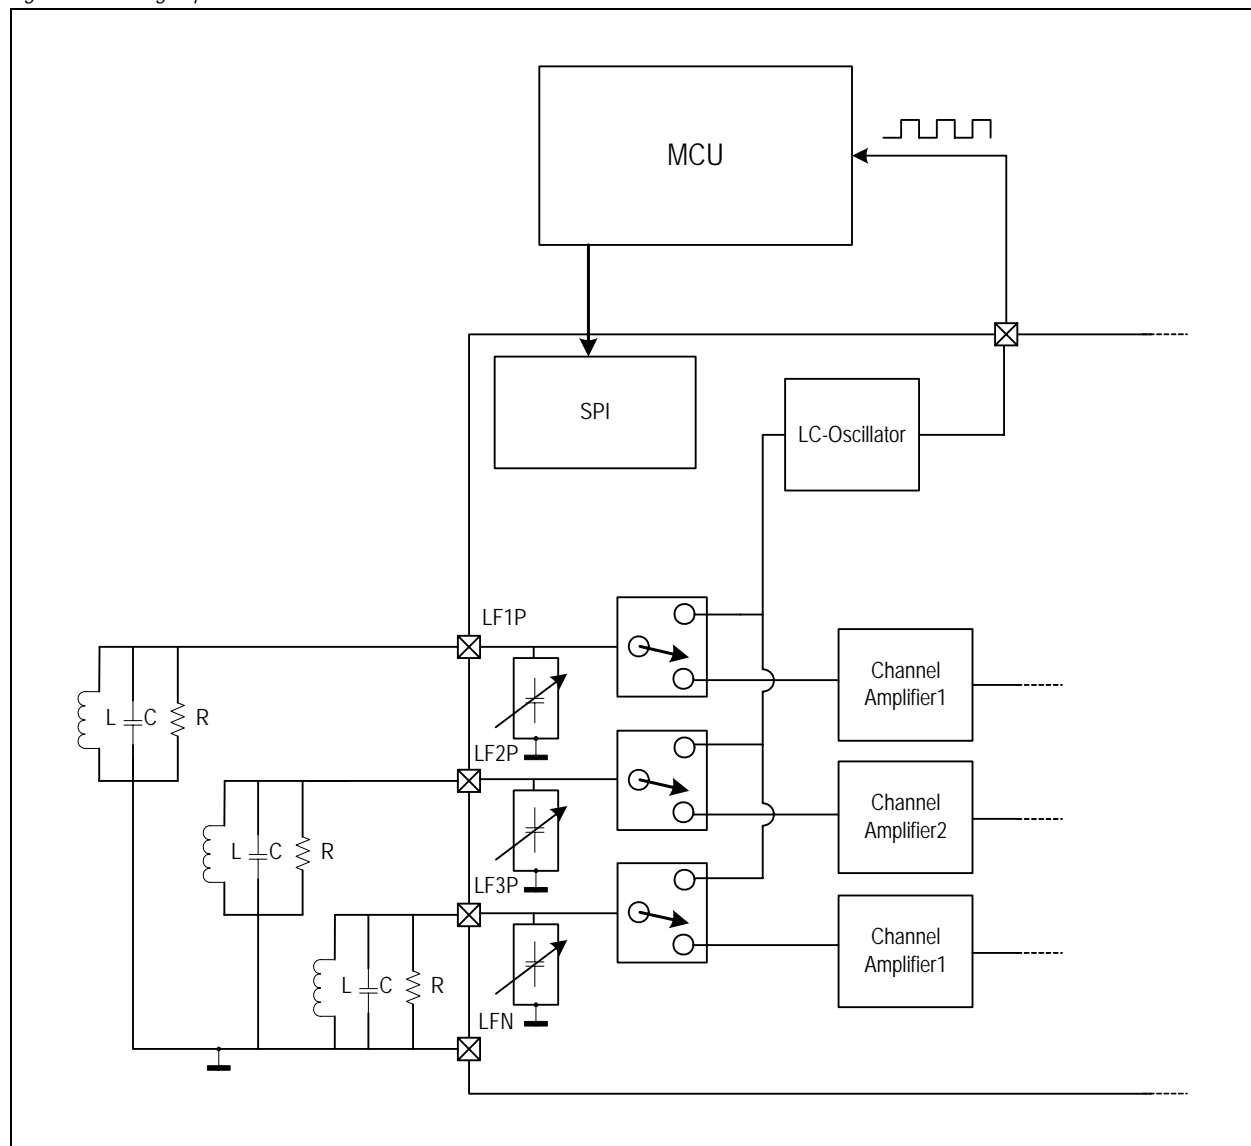 MCU
SPI
LC-Oscillator
LF1P
Channel
Amplifier1
L
C
R
LF2P
Channel
Amplifier2
L
C
R
LF3P
Channel
Amplifier1
L
C
R
LFN